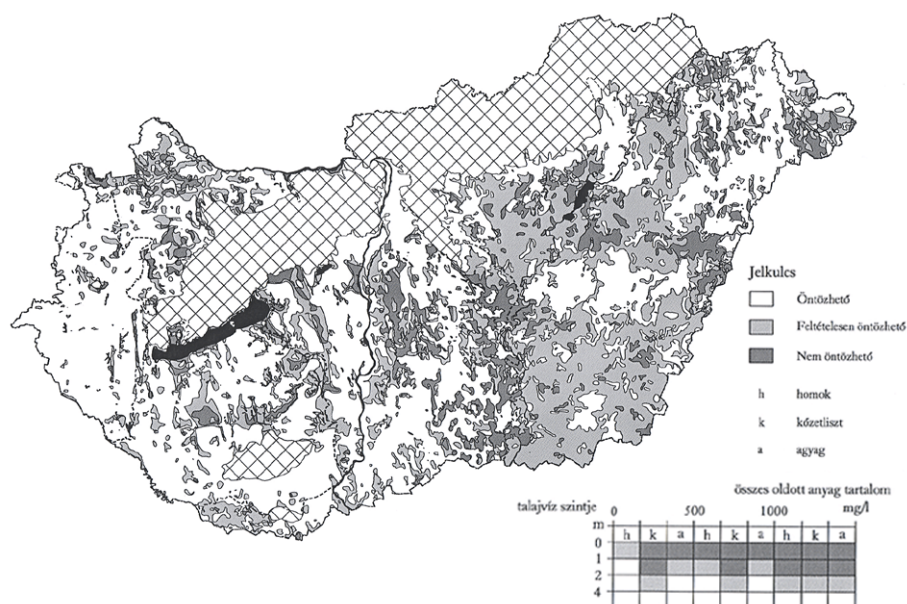 Jelkulcs
Öntözhető
Feltételesen öntözhető
Nem öntözhető
h homok
k kőzetliszt
a agyag
összes oldott anyag tartalom
talajvíz szintje 0 500 1000 mg/l
m h k a h k a h k a
0
1
2
4